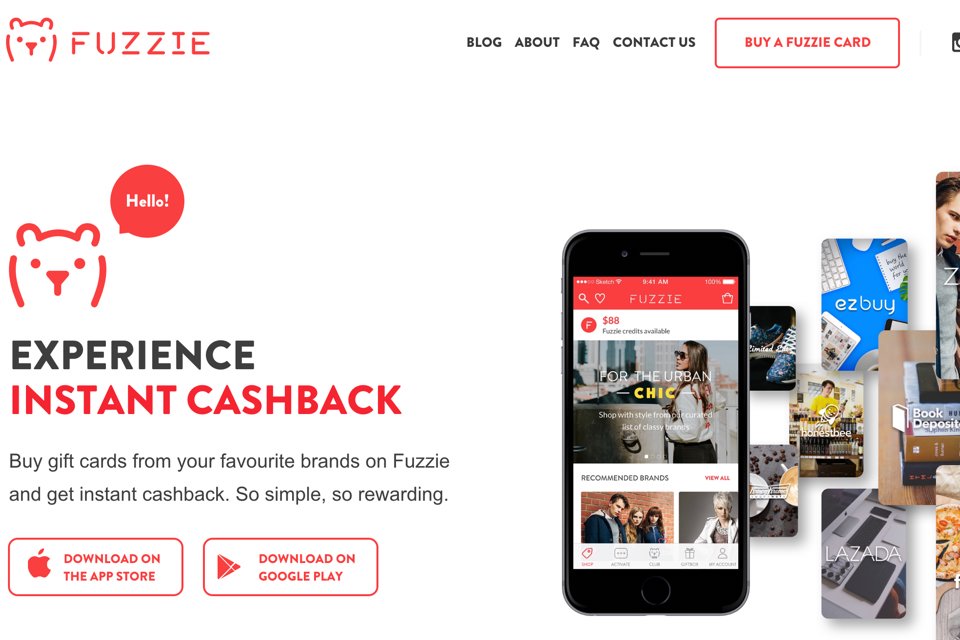 FUZZIE
BLOG ABOUT FAQ CONTACT US BUY A FUZZIE CARD
Hello!
EXPERIENCE
INSTANT CASHBACK
Buy gift cards from your favourite brands on Fuzzie
and get instant cashback. So simple, so rewarding.
DOWNLOAD ON
THE APP STORE
DOWNLOAD ON
GOOGLE PLAY
Sketch 9:41 AM 100%
FUZZIE
F
$88
Fuzzie credits available
FOR THE URBAN
CHIC
Shop with style from our curated
list of classy brands
RECOMMENDED BRANDS VIEW ALL
SHOP ACTIVATE CLUB GIFTBOX MY ACCOUNT
buy the
world
for
ezbuy
honestbee
Book
LAZADA
Z